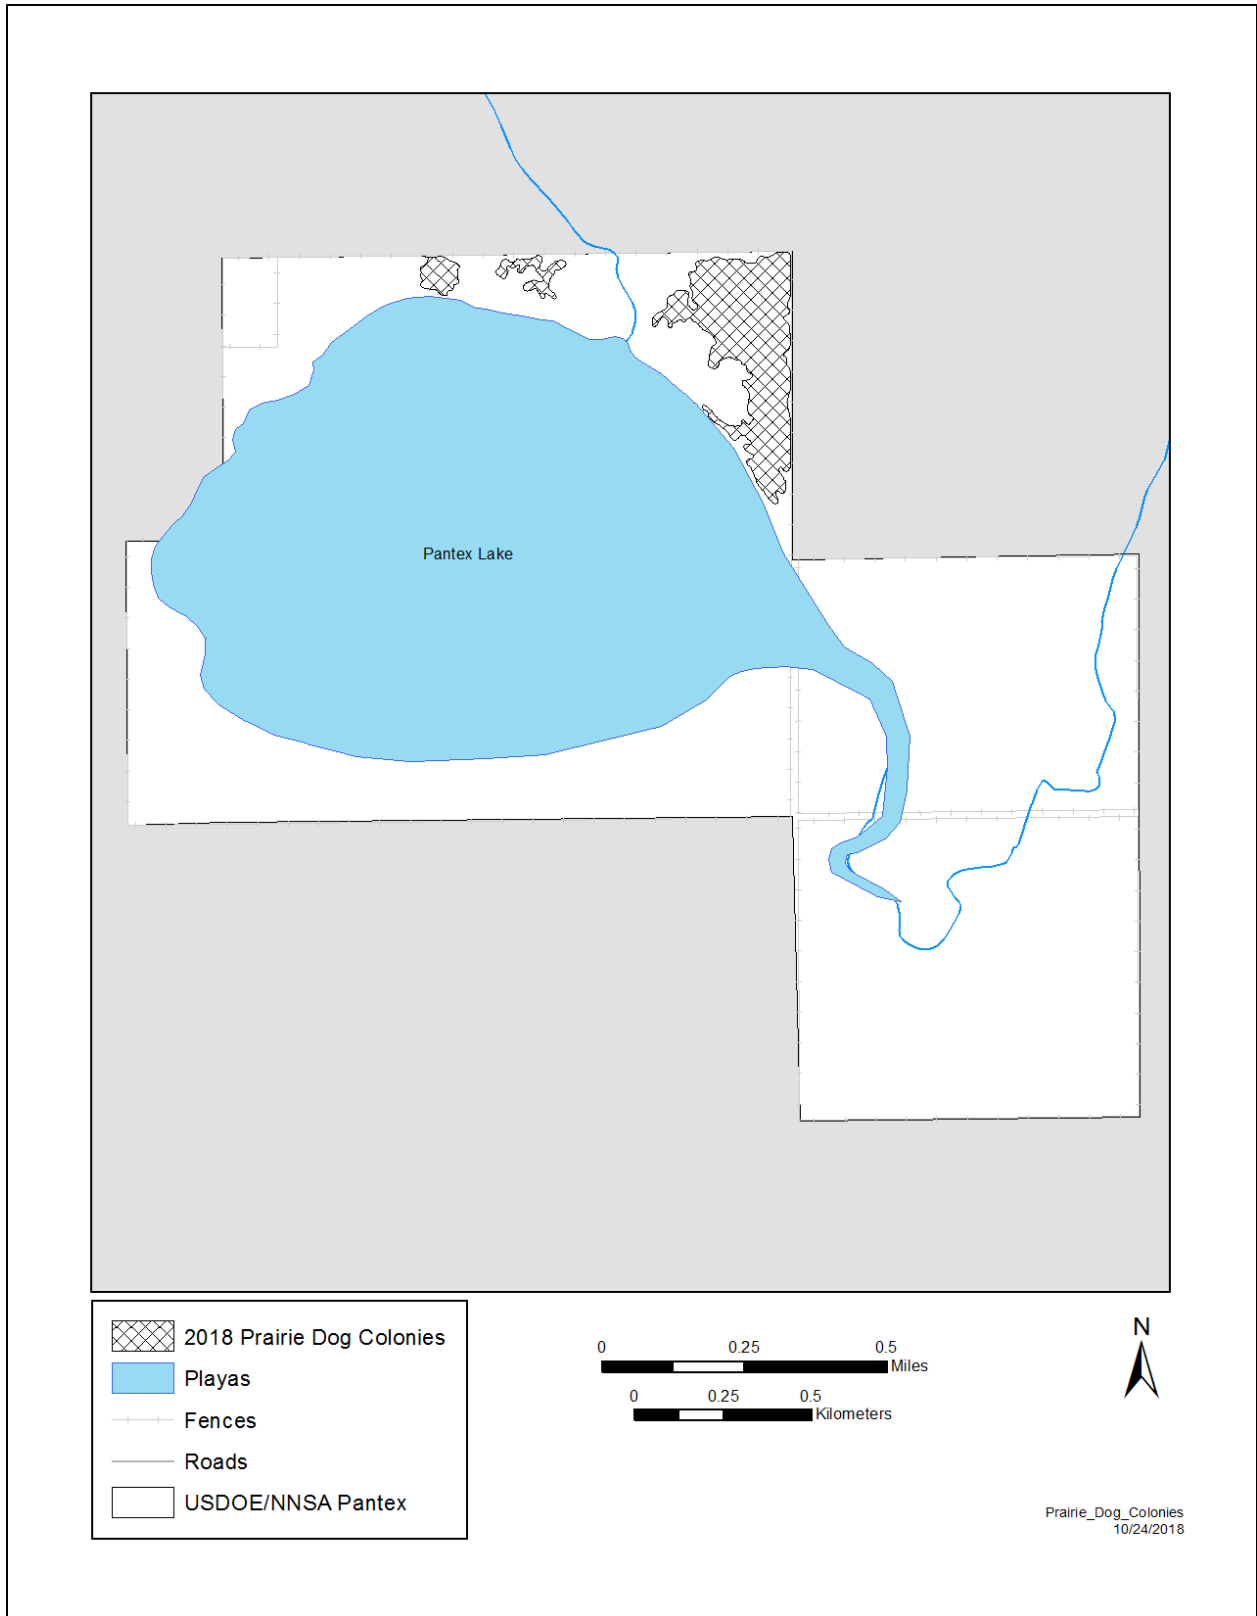 Pantex Lake
2018 Prairie Dog Colonies
Playas
Fences
Roads
USDOE/NNSA Pantex
0 0.25 0.5
Miles
0 0.25 0.5
Kilometers
N
Prairie_Dog_Colonies
10/24/2018